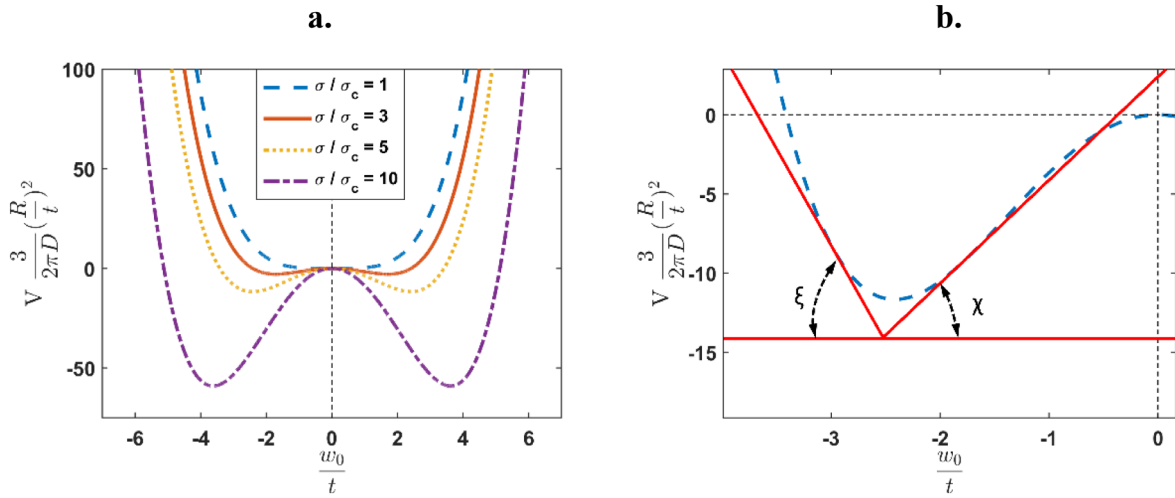 a.
100
50
0
-50
V 3/(2πD) (R/t)²
σ / σc = 1
σ / σc = 3
σ / σc = 5
σ / σc = 10
-6 -4 -2 0 2 4 6
w₀/t
b.
0
-5
-10
-15
V 3/(2πD) (R/t)²
ξ
χ
-3 -2 -1 0
w₀/t